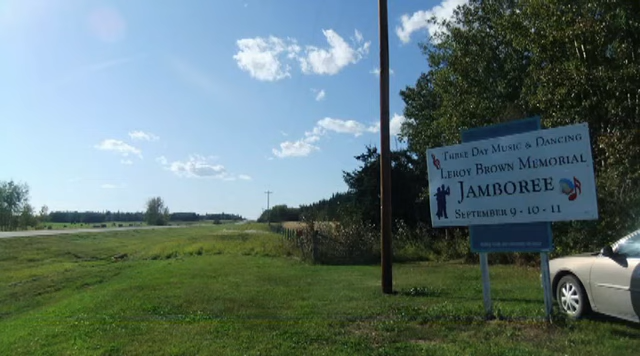 Three Day Music & Dancing
Leroy Brown Memorial
Jamboree
September 9 - 10 - 11